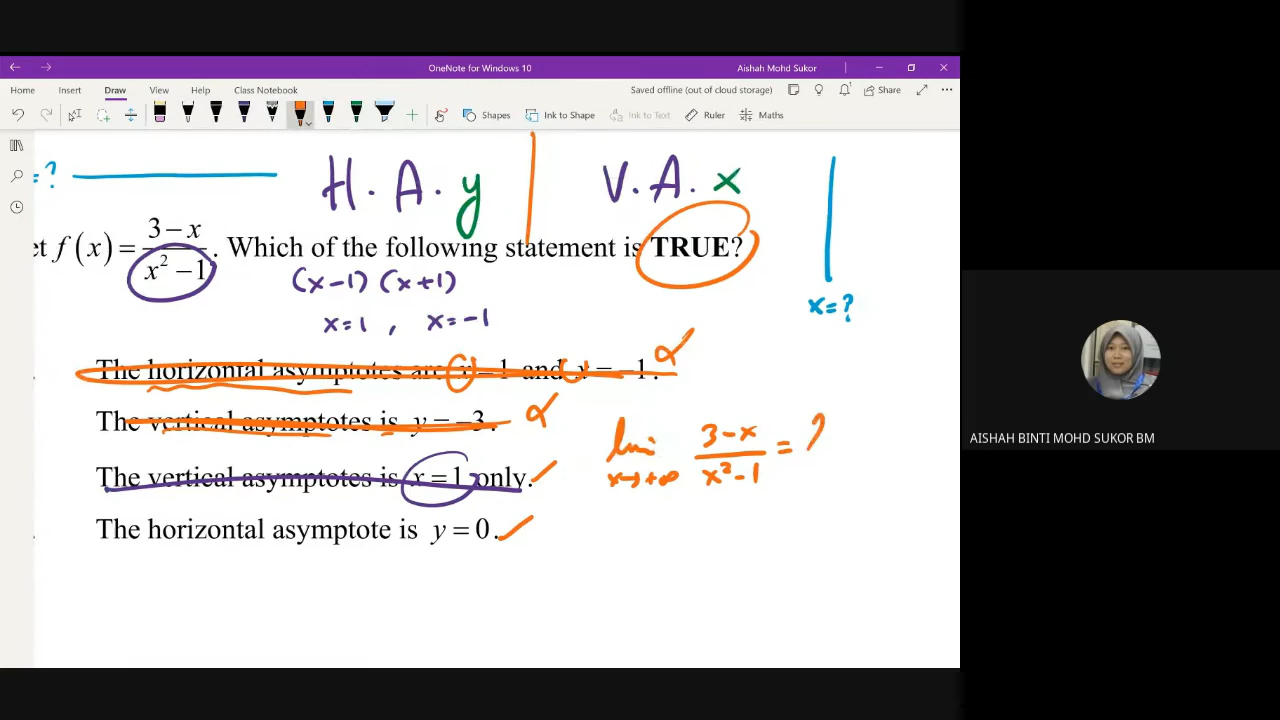 OneNote for Windows 10
Aishah Mohd Sukor
Home Insert Draw View Help Class Notebook
Saved offline (out of cloud storage)
Share
Shapes Ink to Shape Ink to Text Ruler Maths
=? H. A. y V. A. x
et f(x) = (3 − x)/(x² − 1). Which of the following statement is TRUE?
(x−1) (x+1)
x=1 , x=−1
x=?
The horizontal asymptotes are x = 1 and x = −1.
The vertical asymptotes is y = −3.
lim x→+∞ (3−x)/(x²−1) = ?
The vertical asymptotes is x = 1 only.
The horizontal asymptote is y = 0.
AISHAH BINTI MOHD SUKOR BM